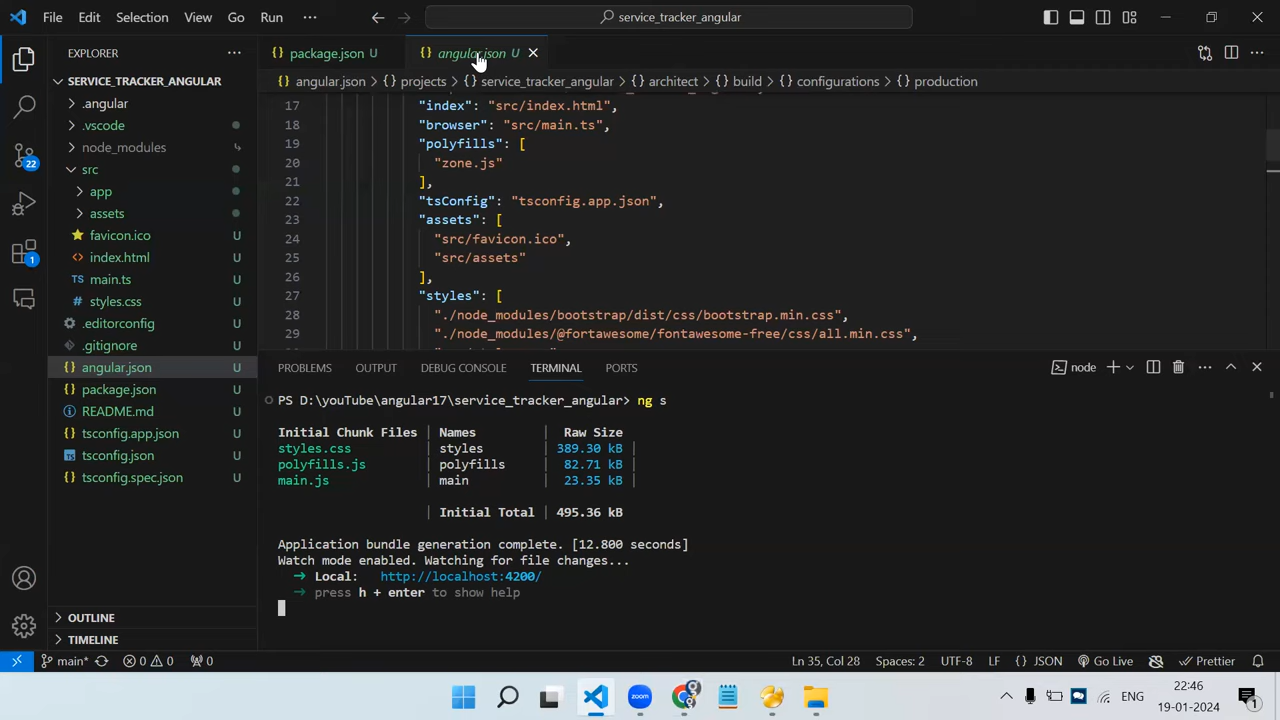 File Edit Selection View Go Run ··· service_tracker_angular
EXPLORER ···
SERVICE_TRACKER_ANGULAR
.angular
.vscode
node_modules
src
app
assets
favicon.ico U
index.html U
main.ts U
styles.css U
.editorconfig U
.gitignore U
angular.json U
package.json U
README.md U
tsconfig.app.json U
tsconfig.json U
tsconfig.spec.json U
OUTLINE
TIMELINE
22
1
{} package.json U {} angular.json U
{} angular.json > {} projects > {} service_tracker_angular > {} architect > {} build > {} configurations > {} production
17 "index": "src/index.html",
18 "browser": "src/main.ts",
19 "polyfills": [
20 "zone.js"
21 ],
22 "tsConfig": "tsconfig.app.json",
23 "assets": [
24 "src/favicon.ico",
25 "src/assets"
26 ],
27 "styles": [
28 "./node_modules/bootstrap/dist/css/bootstrap.min.css",
29 "./node_modules/@fortawesome/fontawesome-free/css/all.min.css",
PROBLEMS OUTPUT DEBUG CONSOLE TERMINAL PORTS node
PS D:\youTube\angular17\service_tracker_angular> ng s
Initial Chunk Files | Names | Raw Size
styles.css | styles | 389.30 kB |
polyfills.js | polyfills | 82.71 kB |
main.js | main | 23.35 kB |
| Initial Total | 495.36 kB
Application bundle generation complete. [12.800 seconds]
Watch mode enabled. Watching for file changes...
➜ Local: http://localhost:4200/
➜ press h + enter to show help
main* 0 0 0 Ln 35, Col 28 Spaces: 2 UTF-8 LF {} JSON Go Live Prettier
zoom
ENG
22:46
19-01-2024